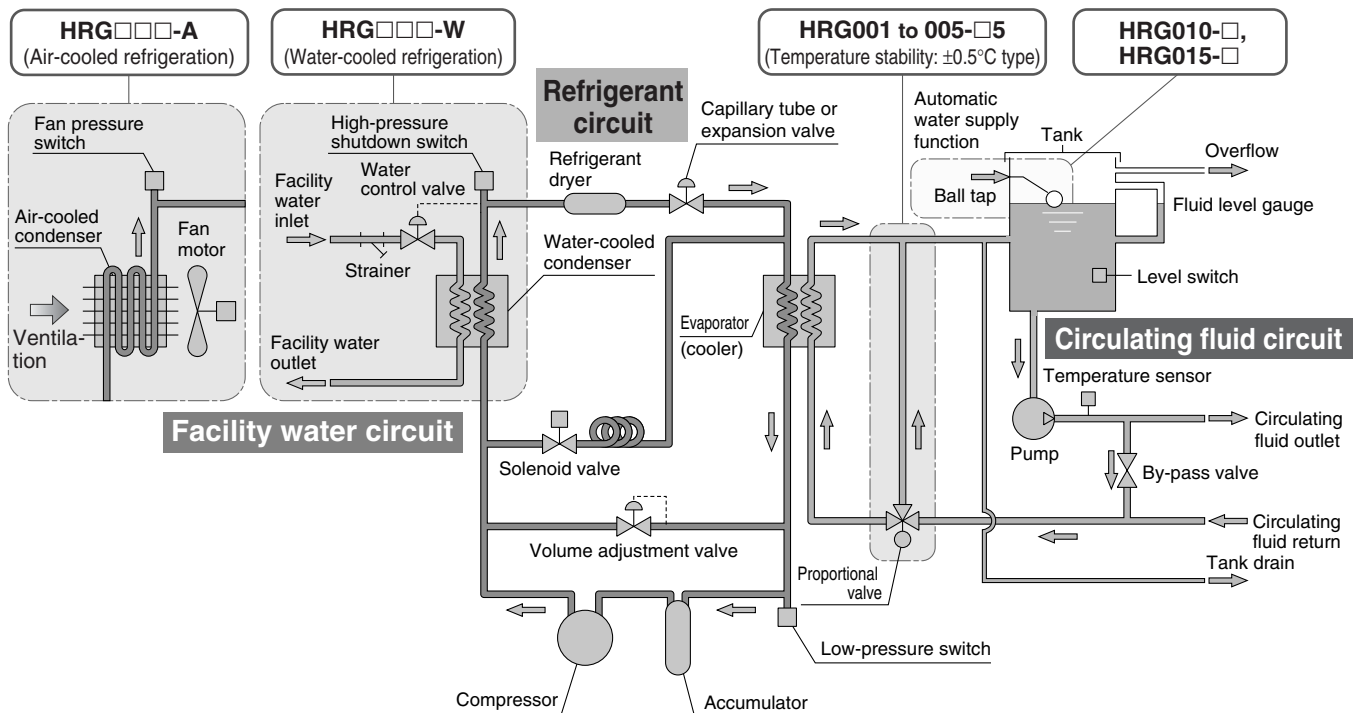 HRG□□□-A
(Air-cooled refrigeration)
HRG□□□-W
(Water-cooled refrigeration)
HRG001 to 005-□5
(Temperature stability: ±0.5°C type)
HRG010-□,
HRG015-□
Fan pressure
switch
Air-cooled
condenser
Fan
motor
Ventila-
tion
High-pressure
shutdown switch
Facility
water
inlet
Water
control valve
Strainer
Water-cooled
condenser
Facility water
outlet
Facility water circuit
Refrigerant
circuit
Refrigerant
dryer
Capillary tube or
expansion valve
Evaporator
(cooler)
Solenoid valve
Volume adjustment valve
Compressor
Accumulator
Low-pressure switch
Proportional
valve
Automatic
water supply
function
Tank
Ball tap
Overflow
Fluid level gauge
Level switch
Circulating fluid circuit
Temperature sensor
Pump
Circulating
fluid outlet
By-pass valve
Circulating
fluid return
Tank drain